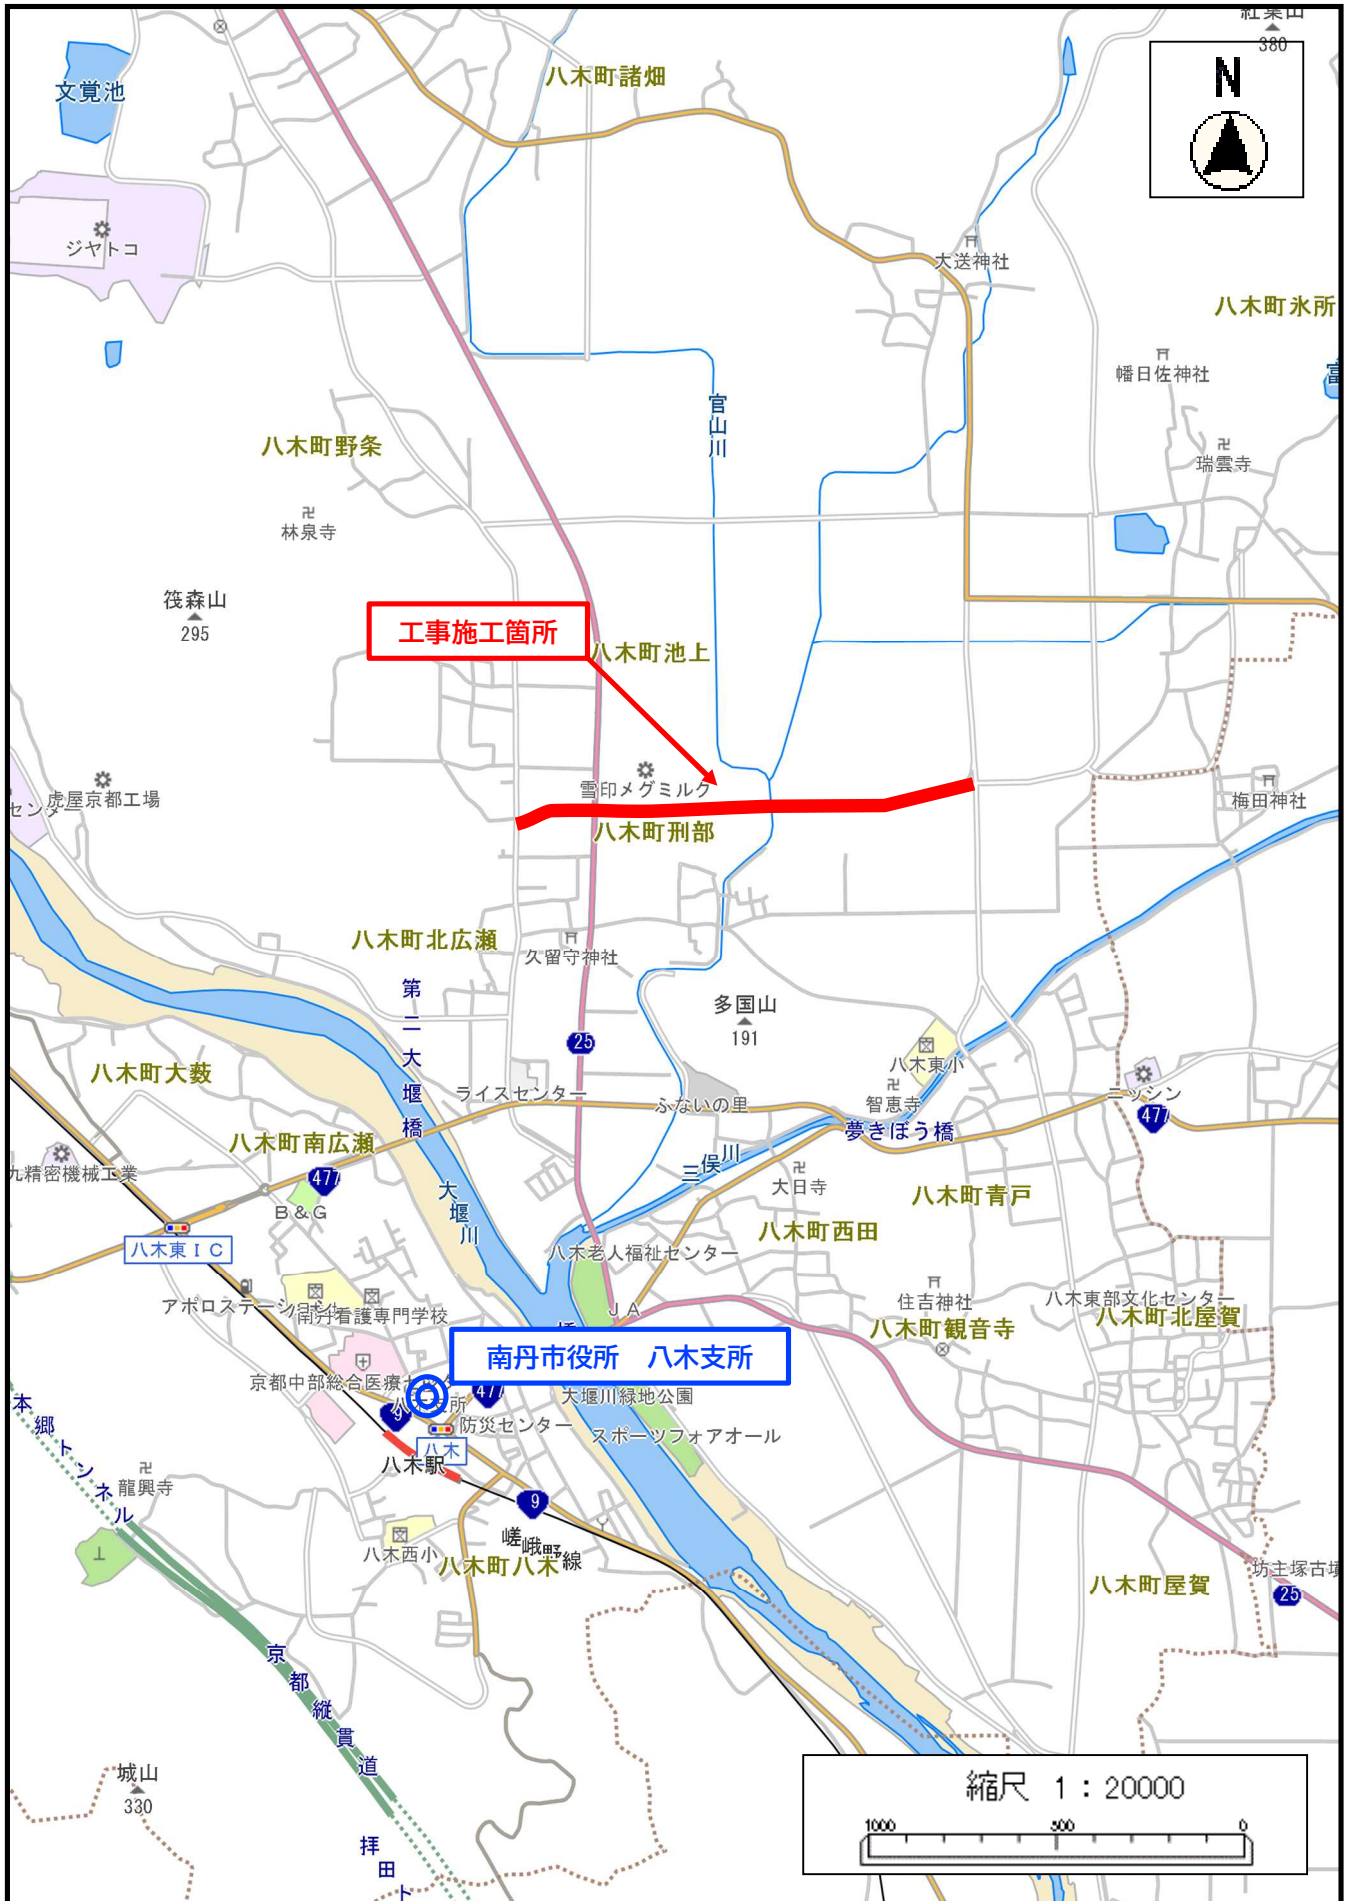 紅葉山
380
N
文覚池
八木町諸畑
ジヤトコ
大送神社
八木町氷所
幡日佐神社
富
官山川
八木町野条
瑞雲寺
林泉寺
筏森山
295
工事施工箇所
八木町池上
雪印メグミルク
虎屋京都工場
センター
梅田神社
八木町刑部
八木町北広瀬
久留守神社
第二大堰橋
多国山
191
25
八木東小
八木町大薮
ライスセンター
ふないの里
智恵寺
ニッシン
477
夢きぼう橋
八木町南広瀬
九精密機械工業
477
三俣川
大日寺
八木町青戸
大堰川
B&G
八木町西田
八木東IC
八木老人福祉センター
アポロステーション
南丹看護専門学校
JA
住吉神社
八木東部文化センター
八木町北屋賀
八木町観音寺
南丹市役所 八木支所
京都中部総合医療センター
477
大堰川緑地公園
9
防災センター
スポーツフォアオール
八木
八木駅
本郷トンネル
龍興寺
9
嵯峨野線
八木西小
八木町八木
坊主塚古墳
八木町屋賀
25
京都縦貫道
城山
330
拝田ト
縮尺 1:20000
1000 500 0